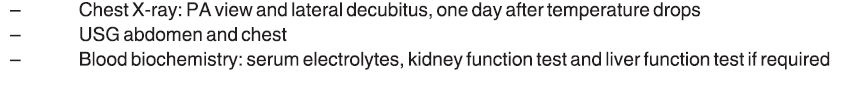 – Chest X-ray: PA view and lateral decubitus, one day after temperature drops
– USG abdomen and chest
– Blood biochemistry: serum electrolytes, kidney function test and liver function test if required